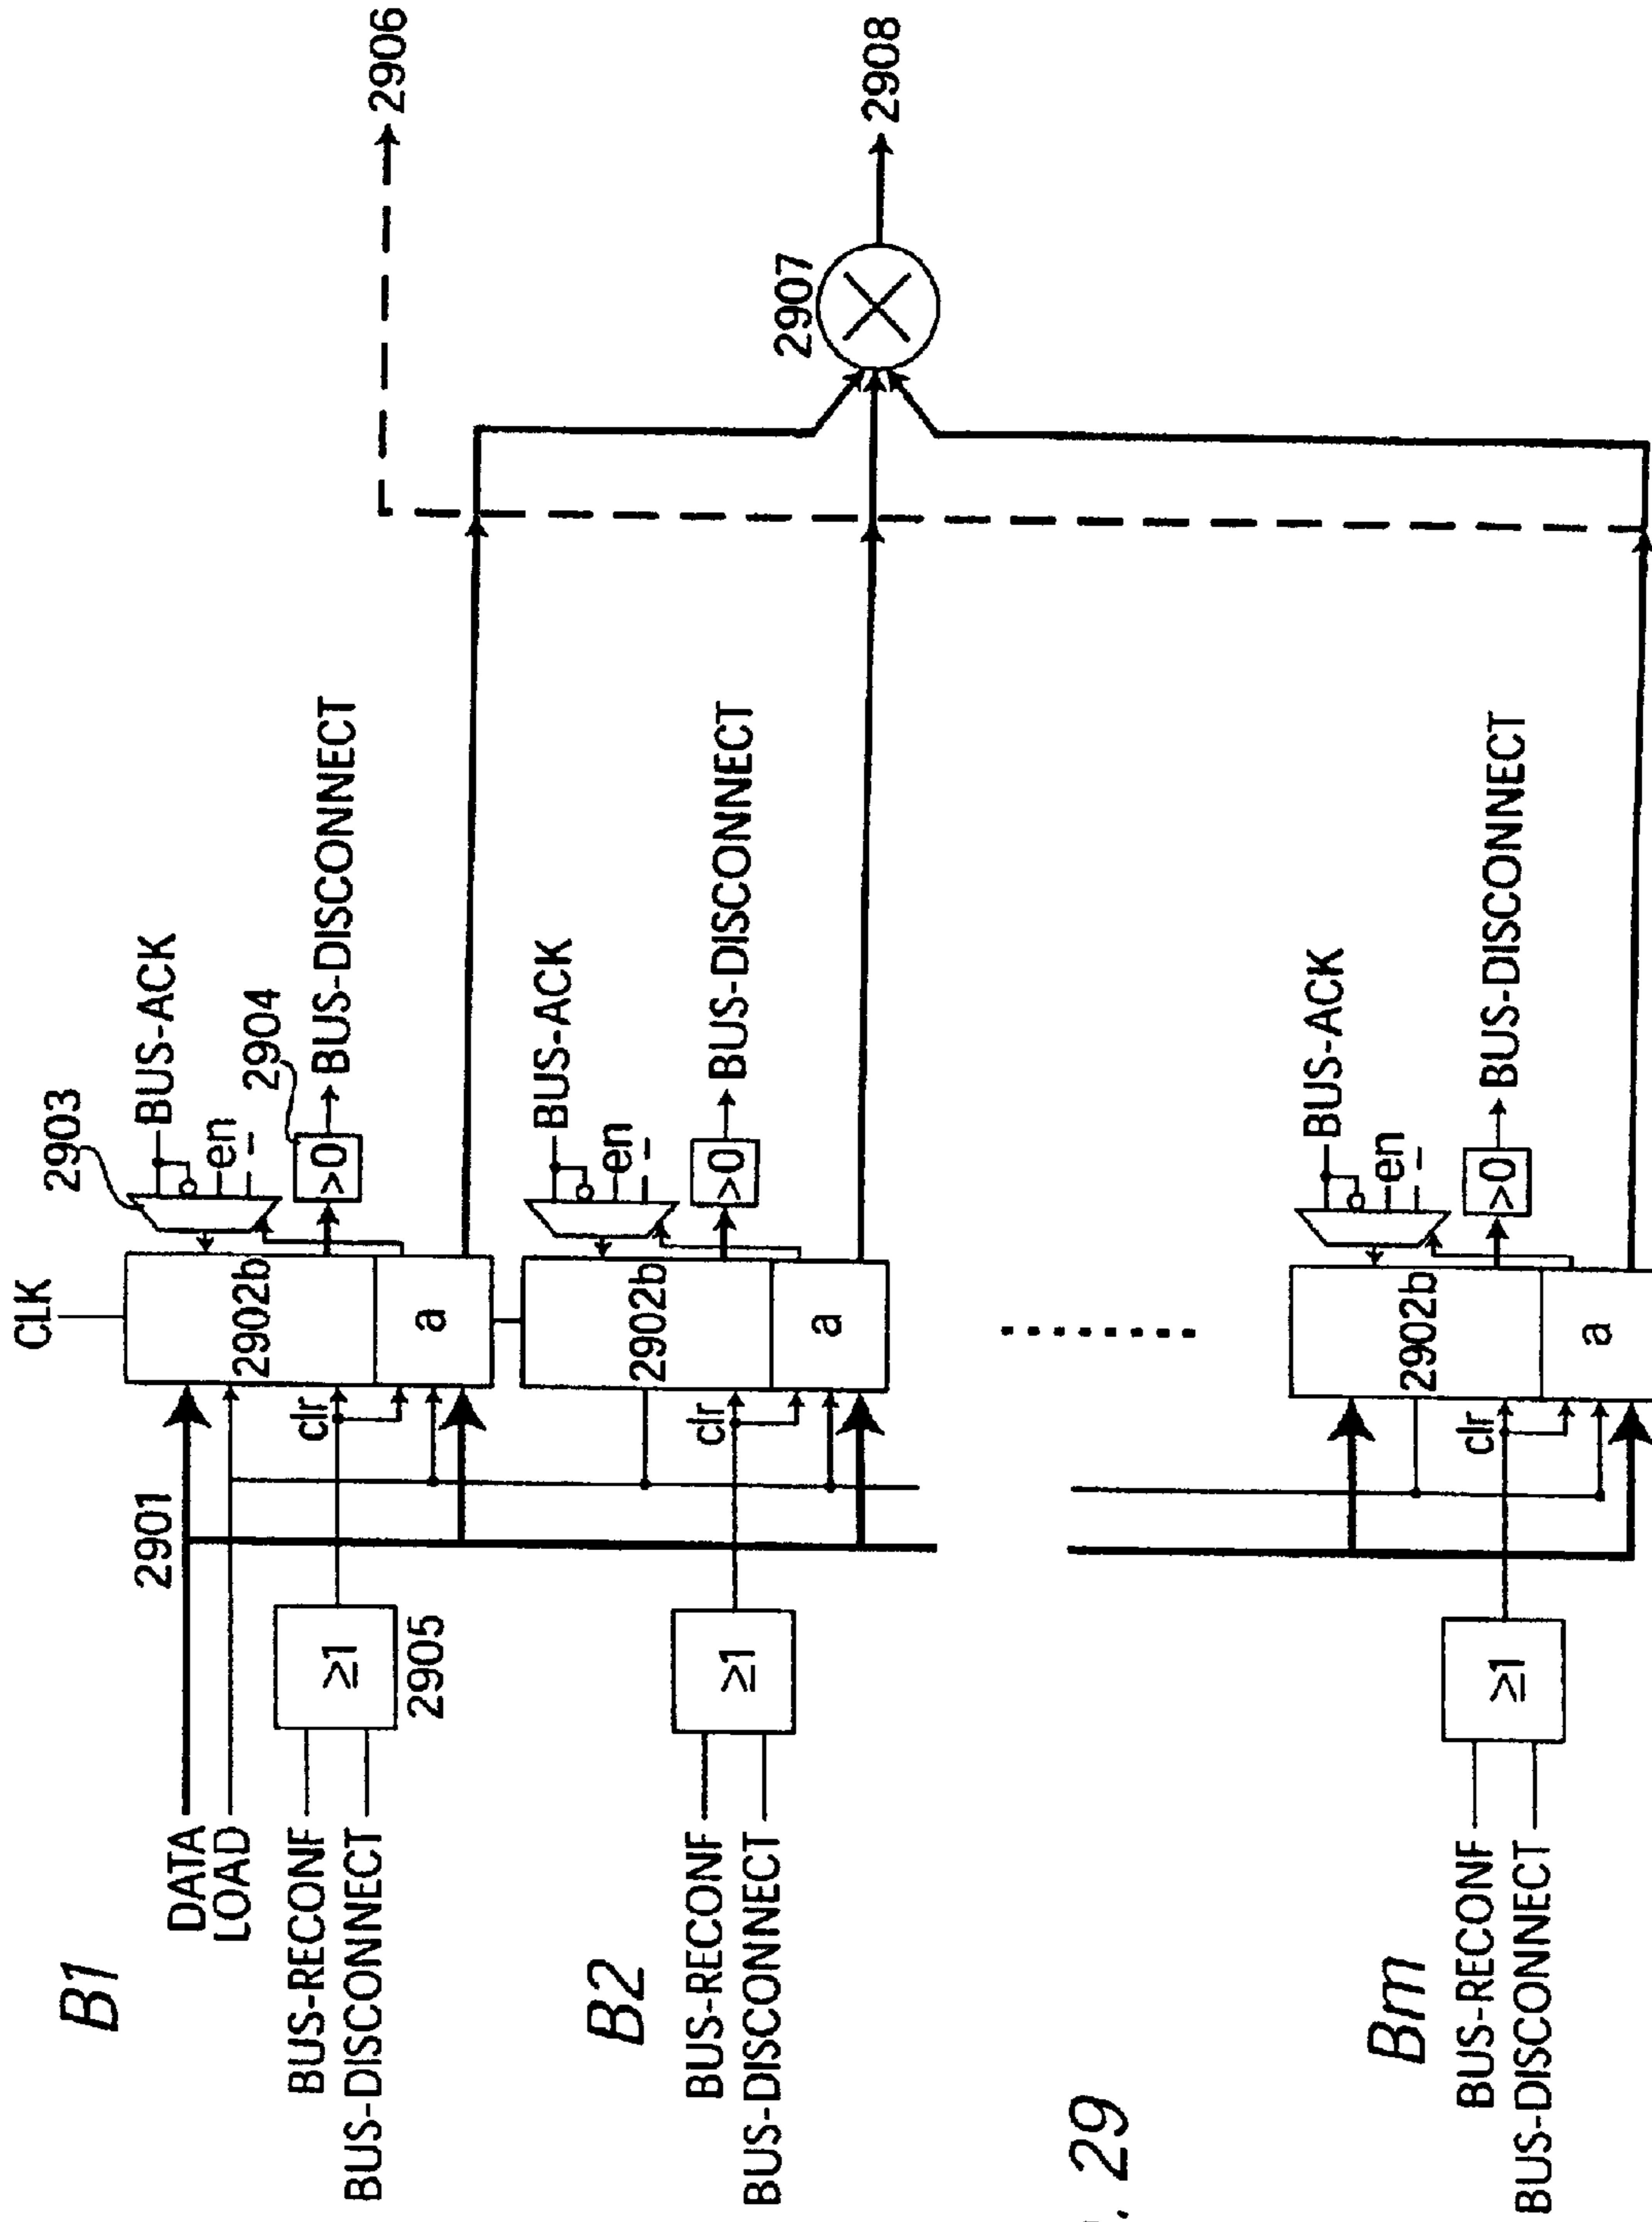 B1
DATA
LOAD
2901
CLK
2903
BUS-ACK
en
2902b
clr
a
>0
2904
BUS-DISCONNECT
BUS-RECONF
BUS-DISCONNECT
≥1
2905
2906
B2
BUS-ACK
en
2902b
clr
a
>0
BUS-DISCONNECT
BUS-RECONF
BUS-DISCONNECT
≥1
2907
2908
Bm
BUS-ACK
en
2902b
clr
a
>0
BUS-DISCONNECT
BUS-RECONF
BUS-DISCONNECT
≥1
. 29